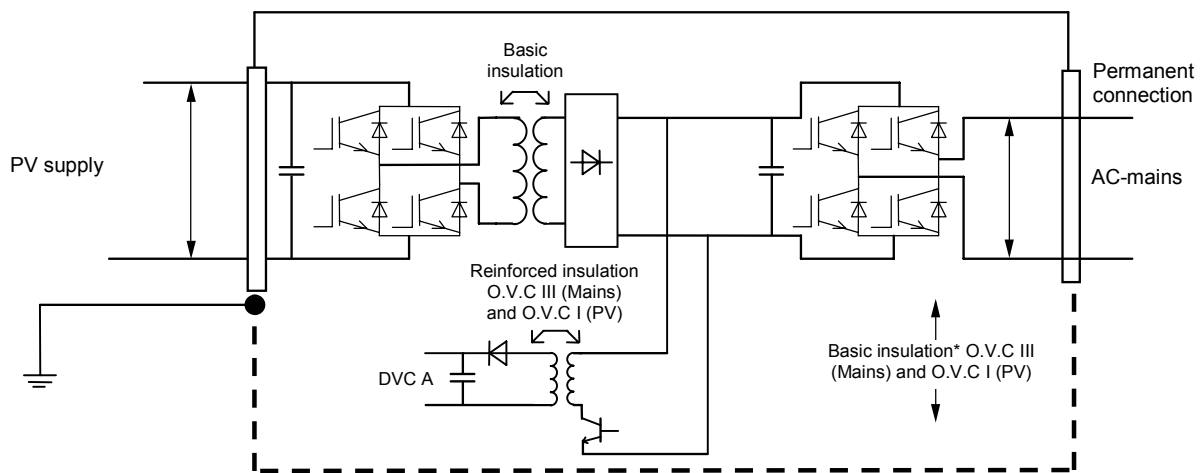 Basic
insulation
Permanent
connection
PV supply
AC-mains
Reinforced insulation
O.V.C III (Mains)
and O.V.C I (PV)
DVC A
Basic insulation* O.V.C III
(Mains) and O.V.C I (PV)